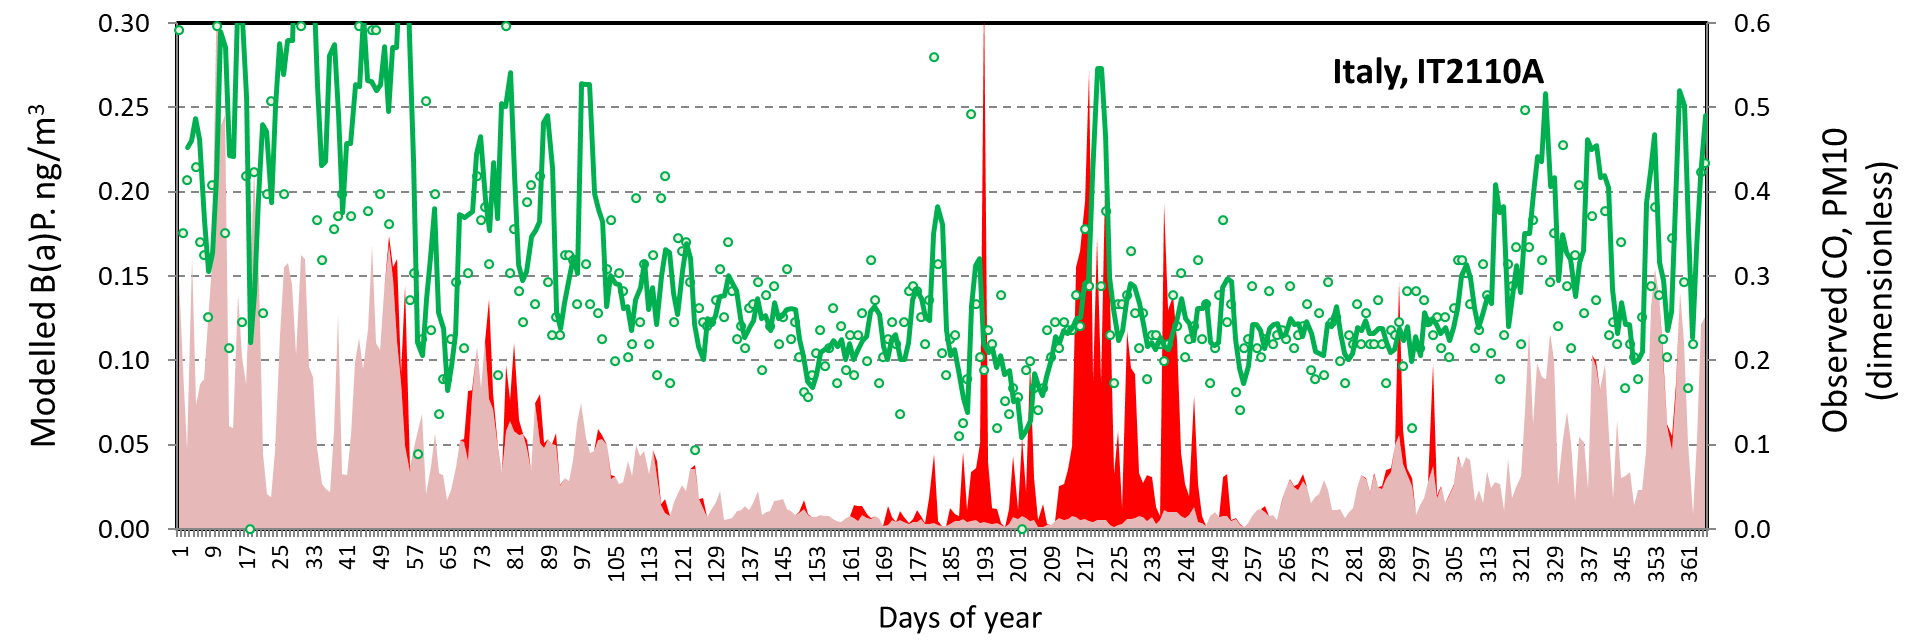 Italy, IT2110A
Modelled B(a)P. ng/m³
0.30
0.25
0.20
0.15
0.10
0.05
0.00
0.6
0.5
0.4
0.3
0.2
0.1
0.0
Observed CO, PM10
(dimensionless)
1 9 17 25 33 41 49 57 65 73 81 89 97 105 113 121 129 137 145 153 161 169 177 185 193 201 209 217 225 233 241 249 257 265 273 281 289 297 305 313 321 329 337 345 353 361
Days of year